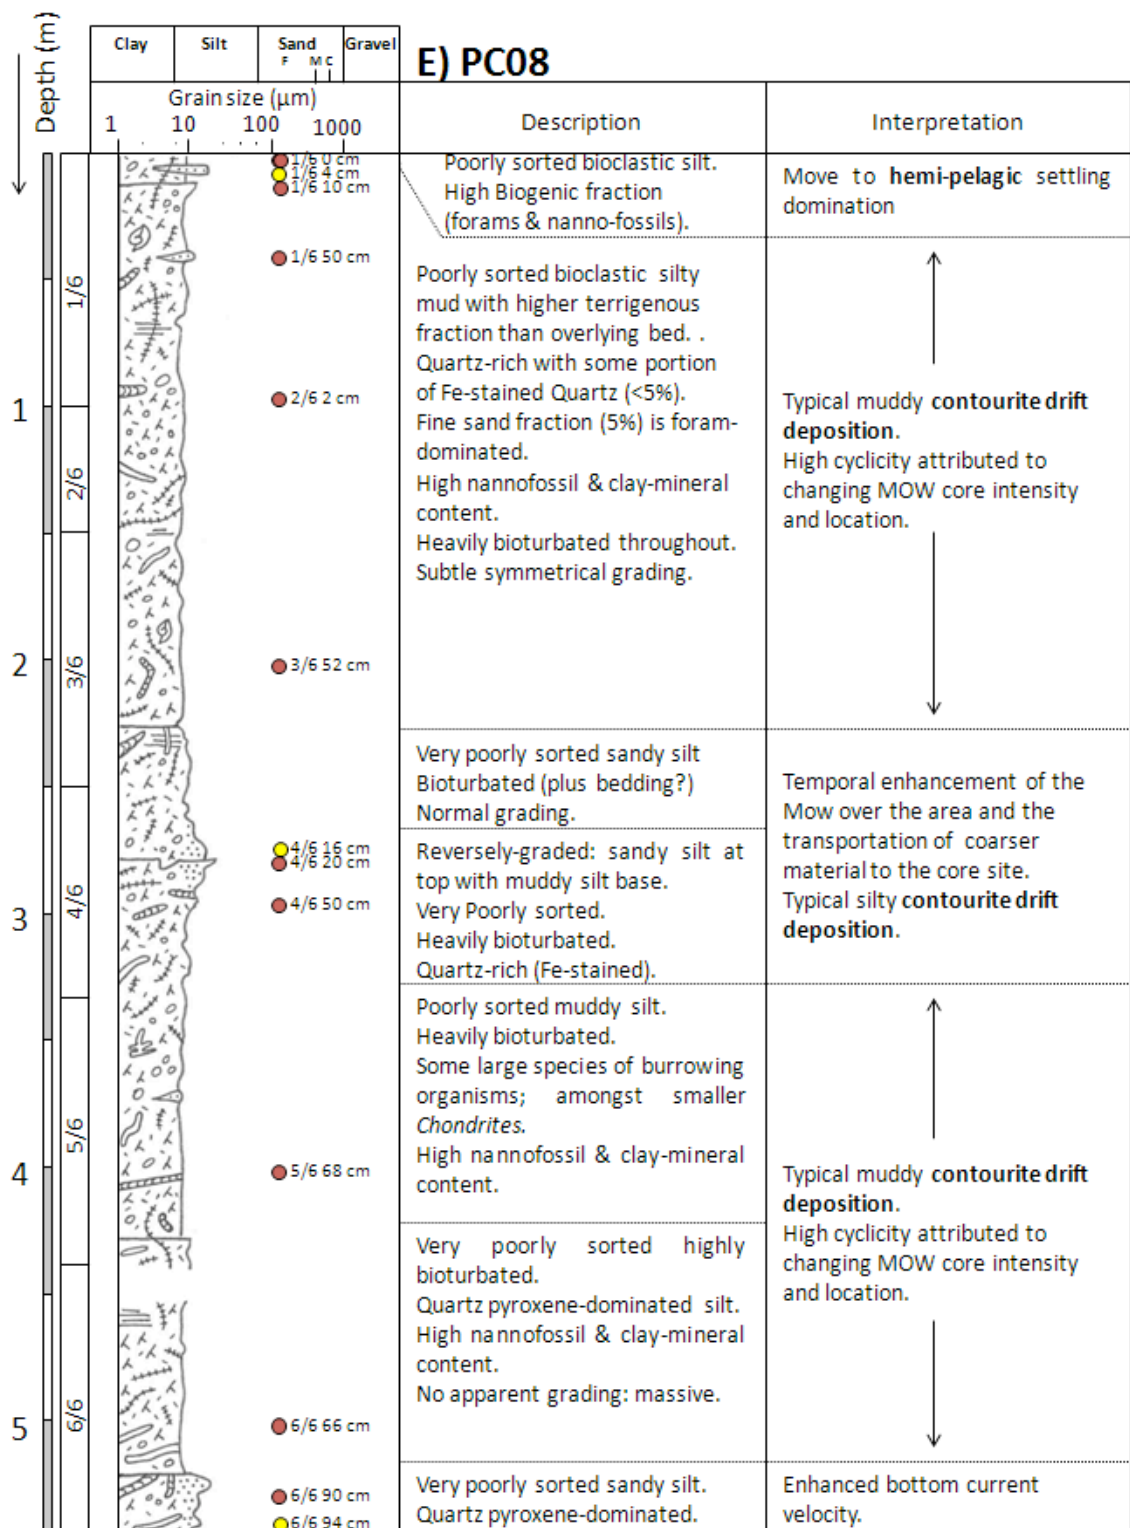 Depth (m)
Clay
Silt
Sand
Gravel
F M C
E) PC08
Grain size (µm)
1 10 100 1000
Description
Interpretation
1/6 0 cm
1/6 4 cm
1/6 10 cm
1/6 50 cm
2/6 2 cm
3/6 52 cm
4/6 16 cm
4/6 20 cm
4/6 50 cm
5/6 68 cm
6/6 66 cm
6/6 90 cm
6/6 94 cm
1
2
3
4
5
1/6
2/6
3/6
4/6
5/6
6/6
Poorly sorted bioclastic silt.
High Biogenic fraction
(forams & nanno-fossils).
Move to hemi-pelagic settling
domination
Poorly sorted bioclastic silty
mud with higher terrigenous
fraction than overlying bed. .
Quartz-rich with some portion
of Fe-stained Quartz (<5%).
Fine sand fraction (5%) is foram-
dominated.
High nannofossil & clay-mineral
content.
Heavily bioturbated throughout.
Subtle symmetrical grading.
Typical muddy contourite drift
deposition.
High cyclicity attributed to
changing MOW core intensity
and location.
Very poorly sorted sandy silt
Bioturbated (plus bedding?)
Normal grading.
Reversely-graded: sandy silt at
top with muddy silt base.
Very Poorly sorted.
Heavily bioturbated.
Quartz-rich (Fe-stained).
Temporal enhancement of the
Mow over the area and the
transportation of coarser
material to the core site.
Typical silty contourite drift
deposition.
Poorly sorted muddy silt.
Heavily bioturbated.
Some large species of burrowing
organisms; amongst smaller
Chondrites.
High nannofossil & clay-mineral
content.
Very poorly sorted highly
bioturbated.
Quartz pyroxene-dominated silt.
High nannofossil & clay-mineral
content.
No apparent grading: massive.
Typical muddy contourite drift
deposition.
High cyclicity attributed to
changing MOW core intensity
and location.
Very poorly sorted sandy silt.
Quartz pyroxene-dominated.
Enhanced bottom current
velocity.